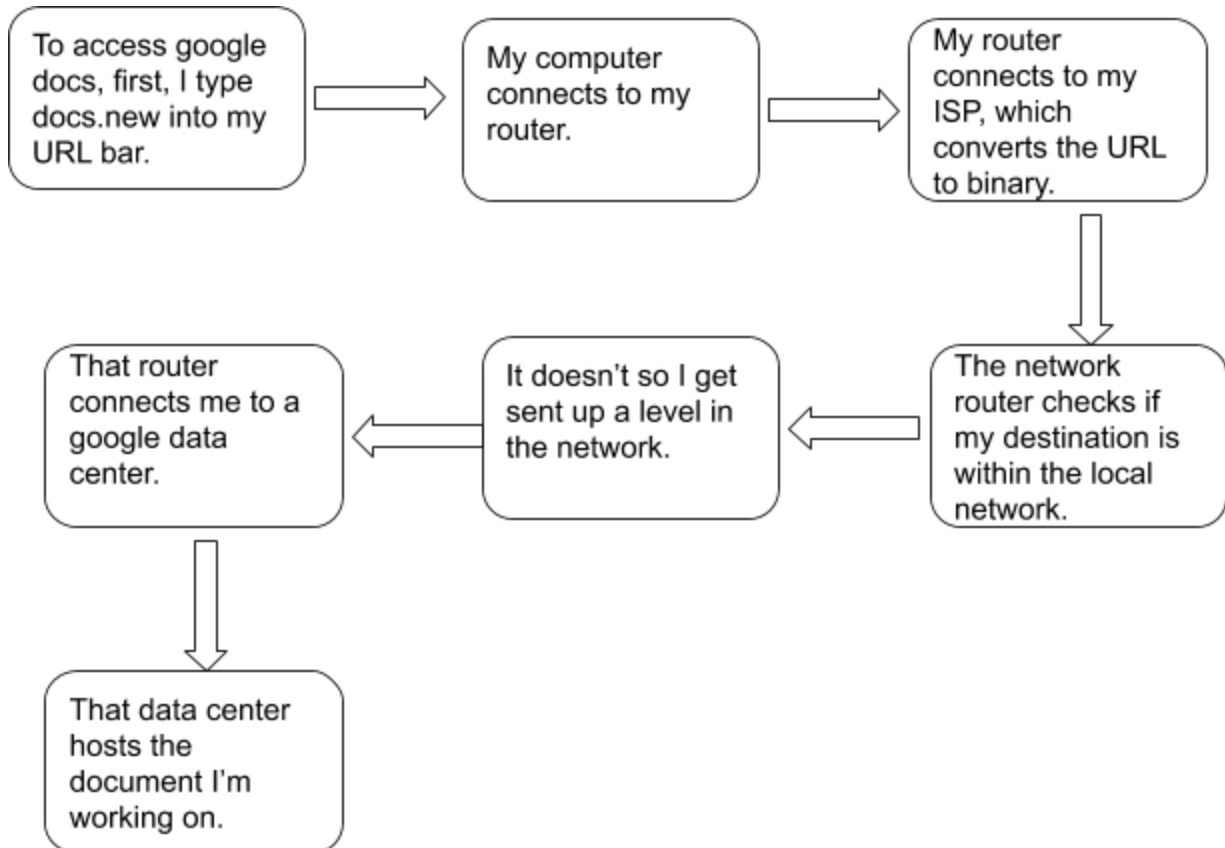 To access google
docs, first, I type
docs.new into my
URL bar.
My computer
connects to my
router.
My router
connects to my
ISP, which
converts the URL
to binary.
The network
router checks if
my destination is
within the local
network.
It doesn’t so I get
sent up a level in
the network.
That router
connects me to a
google data
center.
That data center
hosts the
document I’m
working on.